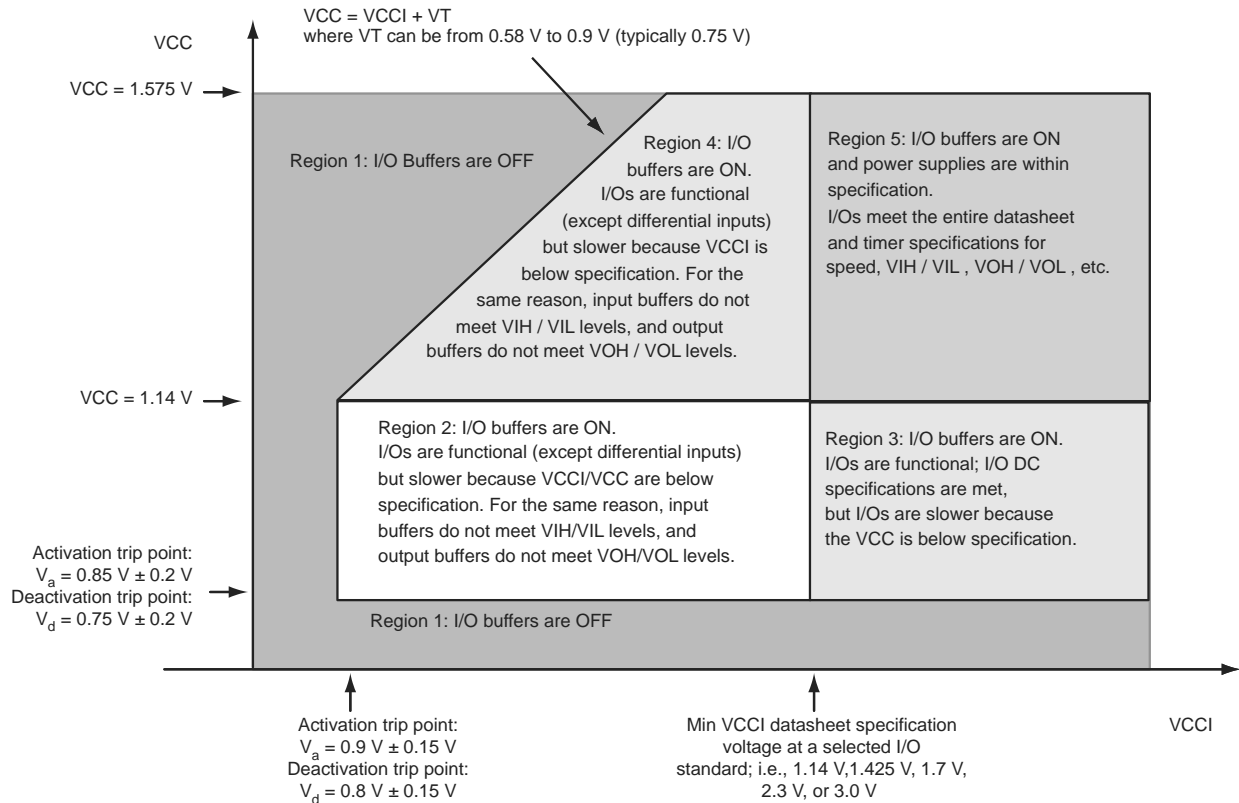 VCC = VCCI + VT
where VT can be from 0.58 V to 0.9 V (typically 0.75 V)
VCC
VCC = 1.575 V
Region 1: I/O Buffers are OFF
Region 4: I/O
buffers are ON.
I/Os are functional
(except differential inputs)
but slower because VCCI is
below specification. For the
same reason, input buffers do not
meet VIH / VIL levels, and output
buffers do not meet VOH / VOL levels.
Region 5: I/O buffers are ON
and power supplies are within
specification.
I/Os meet the entire datasheet
and timer specifications for
speed, VIH / VIL , VOH / VOL , etc.
VCC = 1.14 V
Region 2: I/O buffers are ON.
I/Os are functional (except differential inputs)
but slower because VCCI/VCC are below
specification. For the same reason, input
buffers do not meet VIH/VIL levels, and
output buffers do not meet VOH/VOL levels.
Region 3: I/O buffers are ON.
I/Os are functional; I/O DC
specifications are met,
but I/Os are slower because
the VCC is below specification.
Activation trip point:
Va = 0.85 V ± 0.2 V
Deactivation trip point:
Vd = 0.75 V ± 0.2 V
Region 1: I/O buffers are OFF
Activation trip point:
Va = 0.9 V ± 0.15 V
Deactivation trip point:
Vd = 0.8 V ± 0.15 V
Min VCCI datasheet specification
voltage at a selected I/O
standard; i.e., 1.14 V,1.425 V, 1.7 V,
2.3 V, or 3.0 V
VCCI